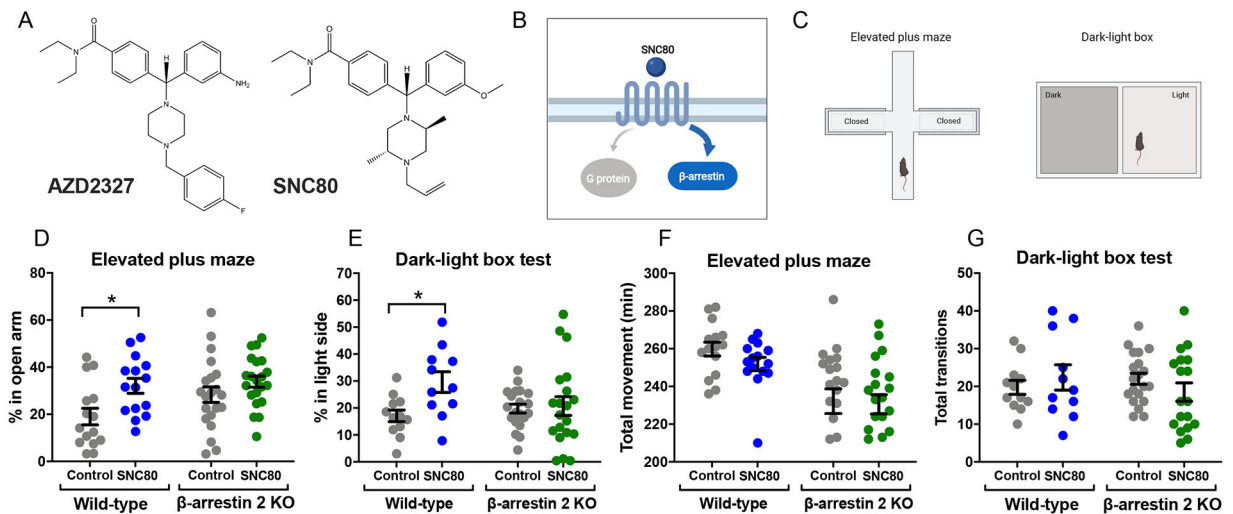 A
O
N
H
NH₂
N
N
F
AZD2327
O
N
H
O
N
N
SNC80
B
SNC80
G protein
β-arrestin
C
Elevated plus maze
Closed
Closed
Dark-light box
Dark
Light
D
Elevated plus maze
% in open arm
80
60
40
20
0
*
Control SNC80 Control SNC80
Wild-type β-arrestin 2 KO
E
Dark-light box test
% in light side
70
60
50
40
30
20
10
0
*
Control SNC80 Control SNC80
Wild-type β-arrestin 2 KO
F
Elevated plus maze
Total movement (min)
300
280
260
240
220
200
Control SNC80 Control SNC80
Wild-type β-arrestin 2 KO
G
Dark-light box test
Total transitions
50
40
30
20
10
0
Control SNC80 Control SNC80
Wild-type β-arrestin 2 KO